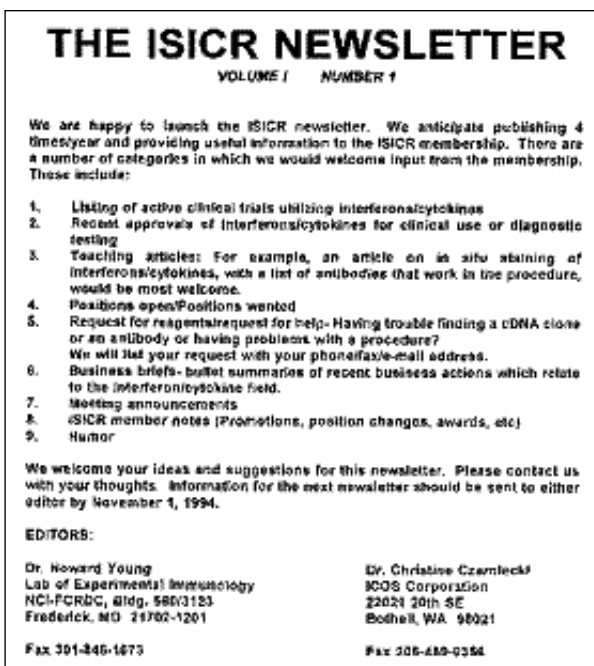 THE ISICR NEWSLETTER
VOLUME I NUMBER 1
We are happy to launch the ISICR newsletter. We anticipate publishing 4
times/year and providing useful information to the ISICR membership. There are
a number of categories in which we would welcome input from the membership.
These include:
1. Listing of active clinical trials utilizing interferons/cytokines
2. Recent approvals of interferons/cytokines for clinical use or diagnostic
testing
3. Teaching articles: For example, an article on in situ staining of
interferons/cytokines, with a list of antibodies that work in the procedure,
would be most welcome.
4. Positions open/Positions wanted
5. Request for reagents/request for help- Having trouble finding a cDNA clone
or an antibody or having problems with a procedure?
We will list your request with your phone/fax/e-mail address.
6. Business briefs- bullet summaries of recent business actions which relate
to the interferon/cytokine field.
7. Meeting announcements
8. ISICR member notes (Promotions, position changes, awards, etc)
9. Humor
We welcome your ideas and suggestions for this newsletter. Please contact us
with your thoughts. Information for the next newsletter should be sent to either
editor by November 1, 1994.
EDITORS:
Dr. Howard Young Dr. Christine Czarniecki
Lab of Experimental Immunology ICOS Corporation
NCI-FCRDC, Bldg. 560/3123 22021 20th SE
Frederick, MD 21702-1201 Bothell, WA 98021
Fax 301-846-1673 Fax